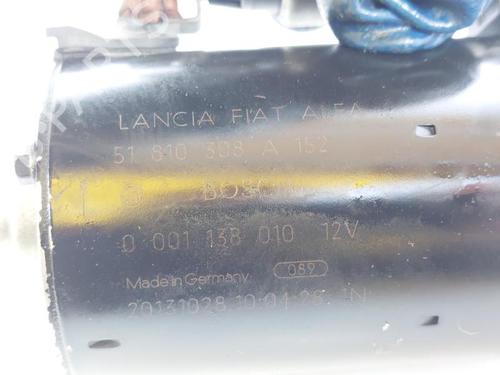 LANCIA FIAT ALFA
51 810 308 A 152
BOSCH
0 001 138 010 12V
Made in Germany 089
20131028 10:04:28